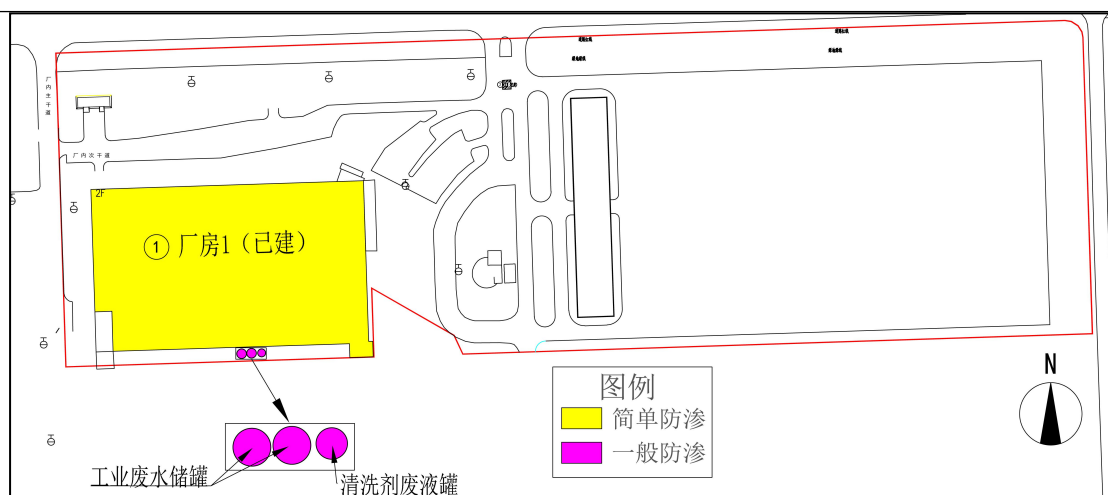 厂内主干道
厂内次干道
2F
① 厂房1（已建）
N
图例
简单防渗
一般防渗
工业废水储罐
清洗剂废液罐